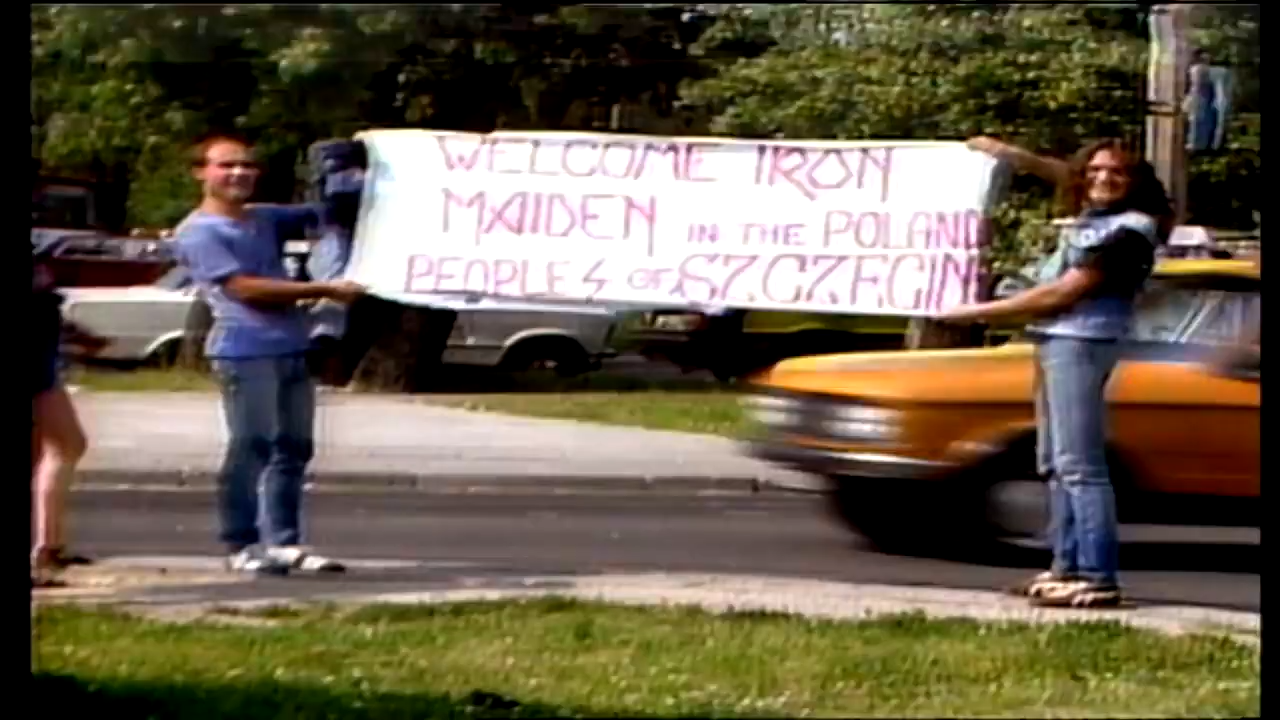 WELCOME IRON
MAIDEN IN THE POLAND
PEOPLES OF SZCZECIN